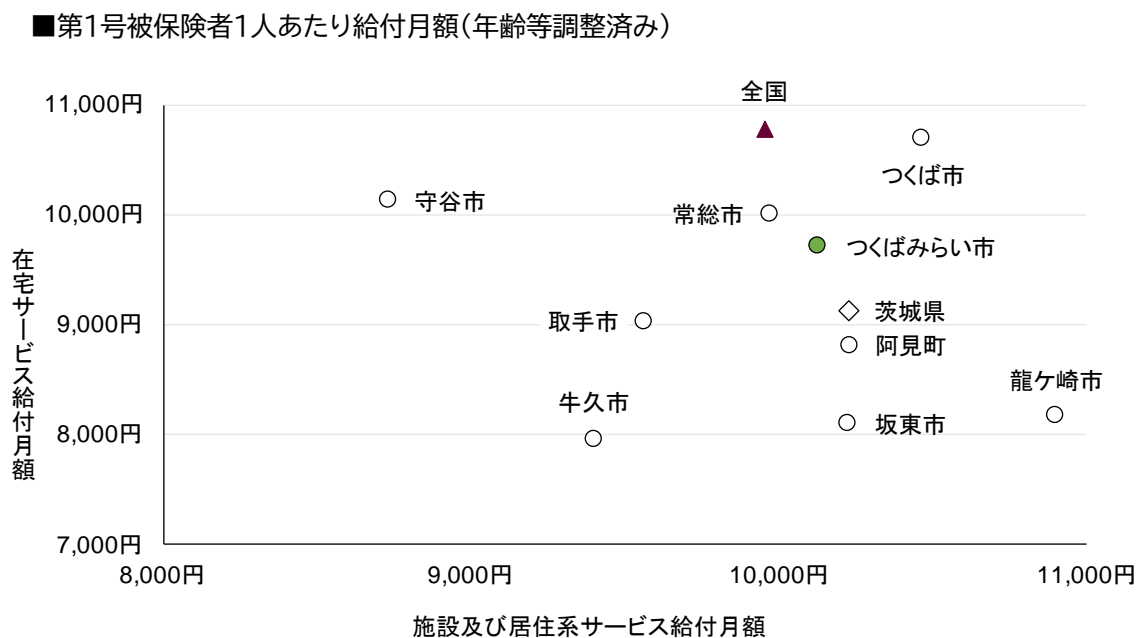 ■第1号被保険者1人あたり給付月額（年齢等調整済み）
11,000円
10,000円
9,000円
8,000円
7,000円
在宅サービス給付月額
全国
つくば市
守谷市
常総市
つくばみらい市
茨城県
取手市
阿見町
龍ケ崎市
牛久市
坂東市
8,000円
9,000円
10,000円
11,000円
施設及び居住系サービス給付月額